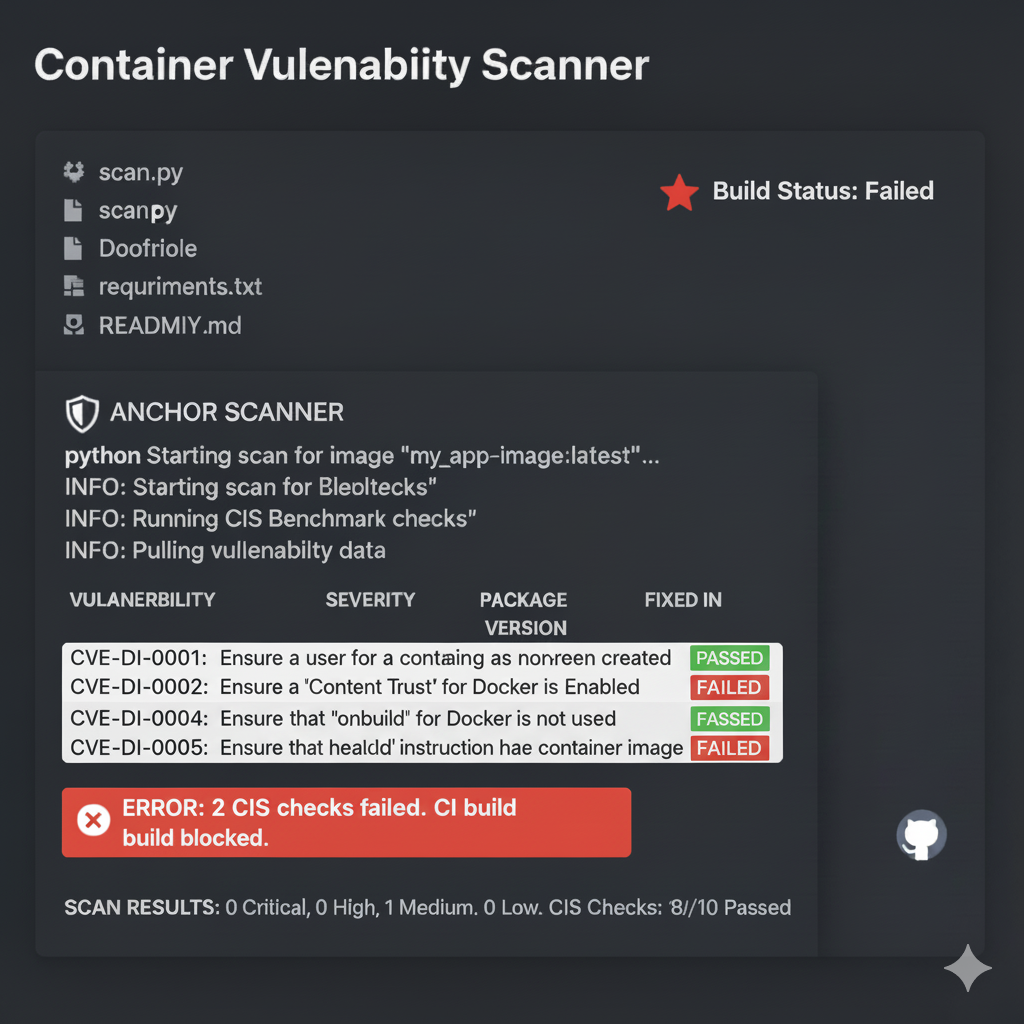 Container Vulenabiity Scanner
scan.py
Build Status: Failed
scanpy
Doofriole
requriments.txt
READMIY.md
ANCHOR SCANNER
python Starting scan for image "my_app-image:latest"...
INFO: Starting scan for Bleoltecks"
INFO: Running CIS Benchmark checks"
INFO: Pulling vullenabilty data
VULANERBILITY SEVERITY PACKAGE VERSION FIXED IN
CVE-DI-0001: Ensure a user for a containg as nonreen created PASSED
CVE-DI-0002: Ensure a 'Content Trust' for Docker is Enabled FAILED
CVE-DI-0004: Ensure that "onbuild" for Docker is not used FASSED
CVE-DI-0005: Ensure that healdd' instruction hae container image FAILED
ERROR: 2 CIS checks failed. CI build
build blocked.
SCAN RESULTS: 0 Critical, 0 High, 1 Medium. 0 Low. CIS Checks: 8//10 Passed